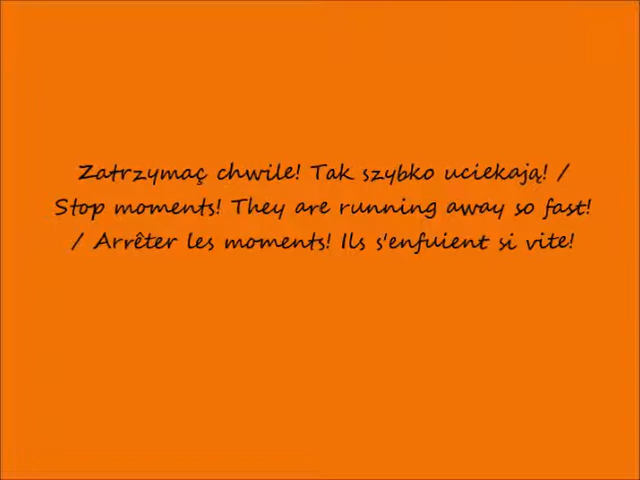 Zatrzymaç chwile! Tak szybko uciekają! /
Stop moments! They are running away so fast!
/ Arrêter les moments! Ils s'enfuient si vite!